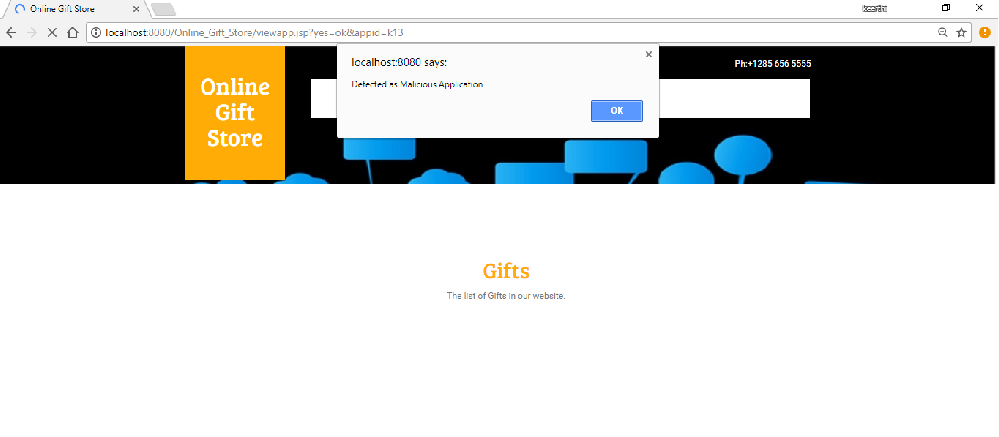 Online Gift Store
keerthi
localhost:8080/Online_Gift_Store/viewapp.jsp?yes=ok&appid=k13
localhost:8080 says:
Detected as Malicious Application
OK
Ph:+1285 656 5555
Online
Gift
Store
Gifts
The list of Gifts in our website.